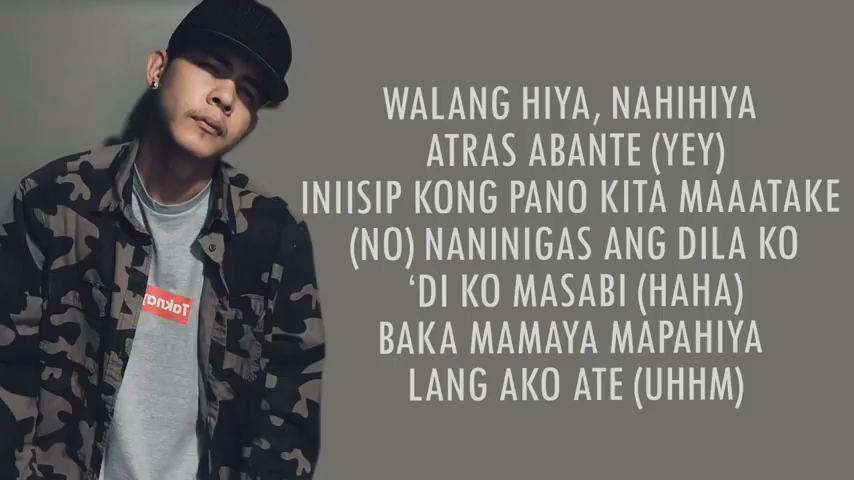 WALANG HIYA, NAHIHIYA
ATRAS ABANTE (YEY)
INIISIP KONG PANO KITA MAAATAKE
(NO) NANINIGAS ANG DILA KO
‘DI KO MASABI (HAHA)
BAKA MAMAYA MAPAHIYA
LANG AKO ATE (UHHM)